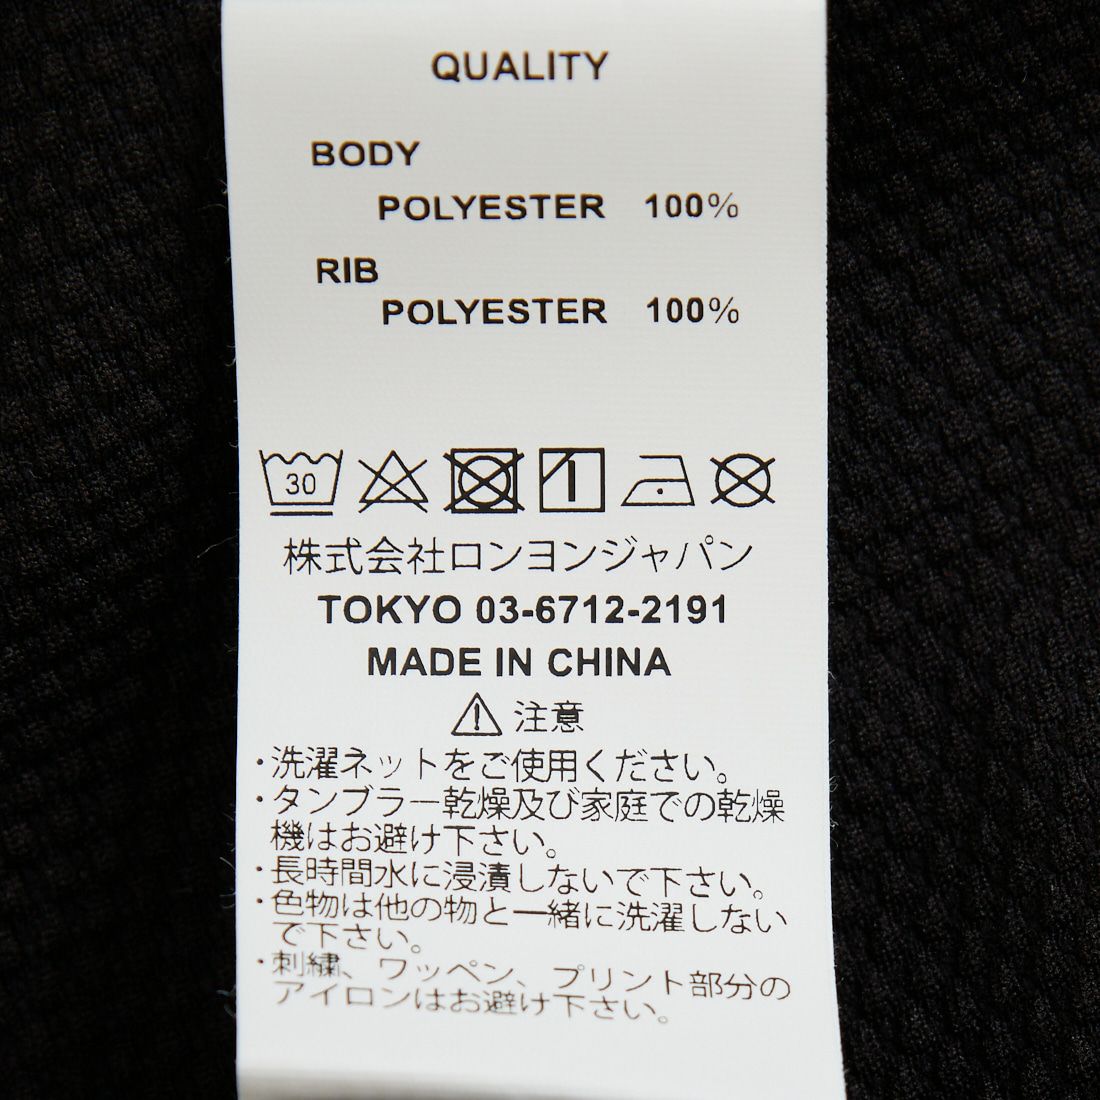 QUALITY
BODY
POLYESTER 100%
RIB
POLYESTER 100%
30
株式会社ロンヨンジャパン
TOKYO 03-6712-2191
MADE IN CHINA
注意
・洗濯ネットをご使用ください。
・タンブラー乾燥及び家庭での乾燥
機はお避け下さい。
・長時間水に浸漬しないで下さい。
・色物は他の物と一緒に洗濯しない
で下さい。
・刺繍、ワッペン、プリント部分の
アイロンはお避け下さい。